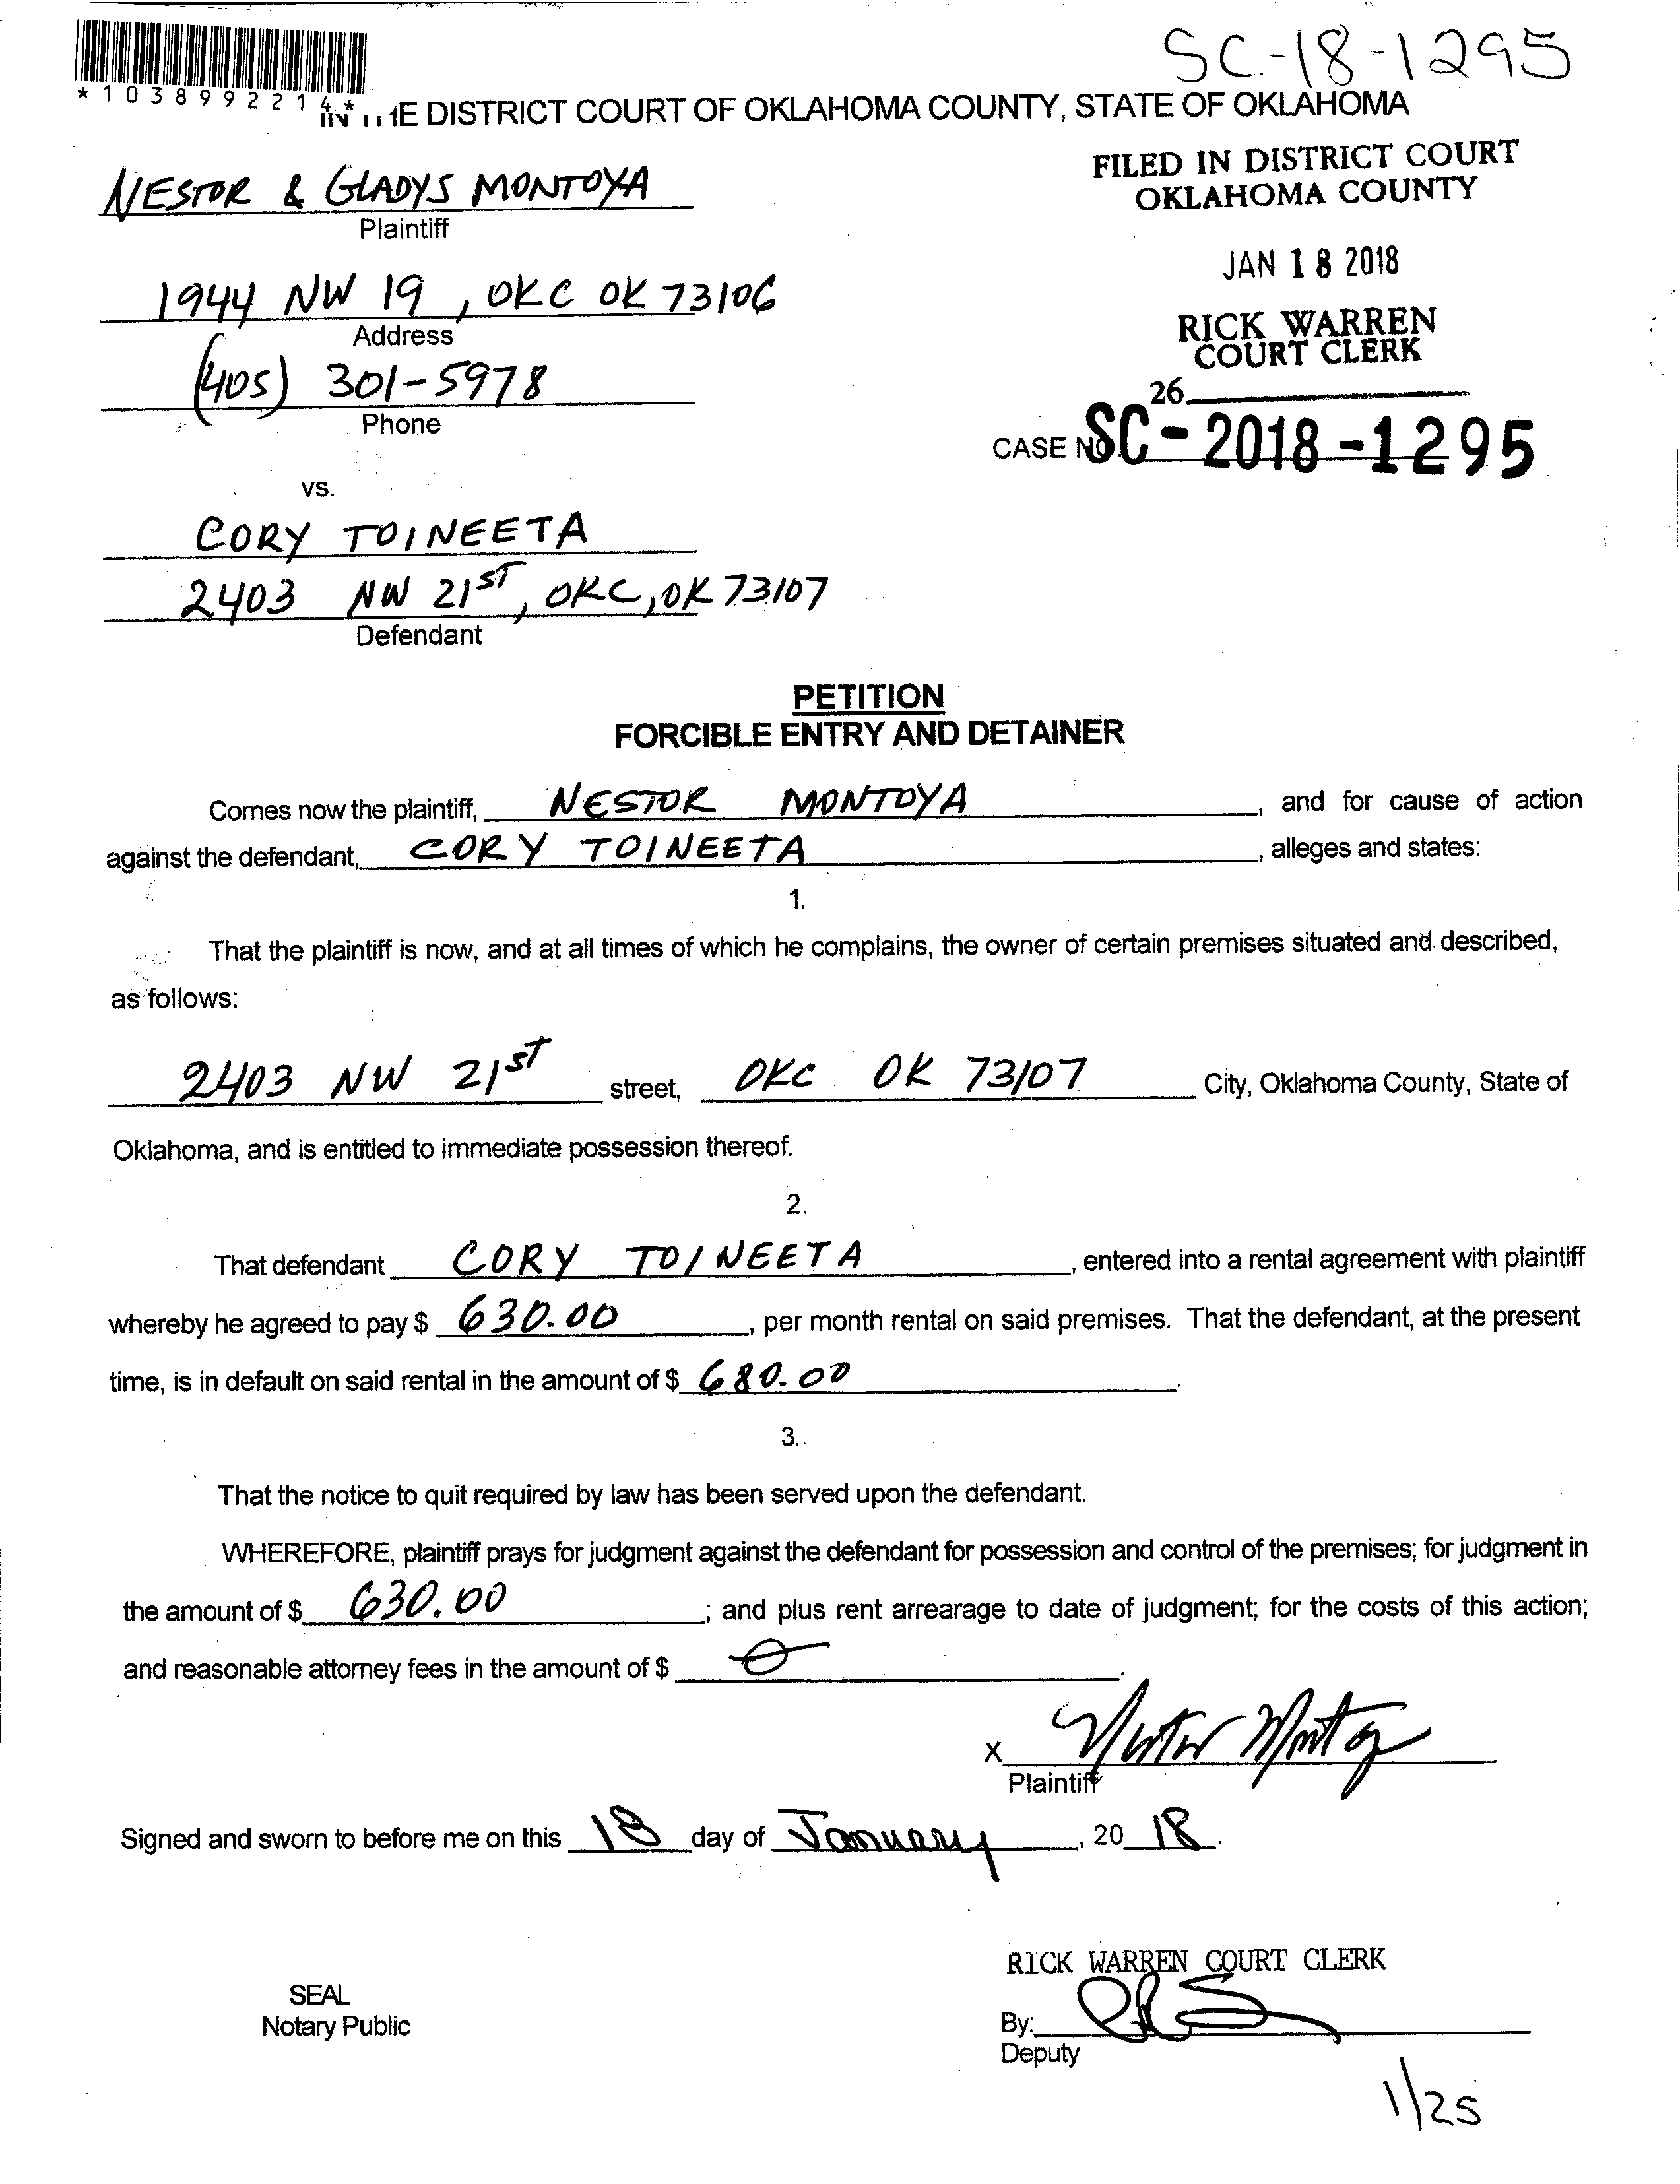 SC-18-1295
*1038992214*
THE DISTRICT COURT OF OKLAHOMA COUNTY, STATE OF OKLAHOMA
FILED IN DISTRICT COURT
OKLAHOMA COUNTY
NESTOR & GLADYS MONTOYA
Plaintiff
JAN 18 2018
1944 NW 19, OKC OK 73106
Address
RICK WARREN
COURT CLERK
(405) 301-5978
Phone
26
CASE NO. SC-2018-1295
vs.
CORY TOINEETA
2403 NW 21ST, OKC, OK 73107
Defendant
PETITION
FORCIBLE ENTRY AND DETAINER
Comes now the plaintiff, NESTOR MONTOYA, and for cause of action
against the defendant, CORY TOINEETA, alleges and states:
1.
That the plaintiff is now, and at all times of which he complains, the owner of certain premises situated and described,
as follows:
2403 NW 21ST street, OKC OK 73107 City, Oklahoma County, State of
Oklahoma, and is entitled to immediate possession thereof.
2.
That defendant CORY TOINEETA, entered into a rental agreement with plaintiff
whereby he agreed to pay $ 630.00, per month rental on said premises. That the defendant, at the present
time, is in default on said rental in the amount of $ 680.00.
3.
That the notice to quit required by law has been served upon the defendant.
WHEREFORE, plaintiff prays for judgment against the defendant for possession and control of the premises; for judgment in
the amount of $ 630.00; and plus rent arrearage to date of judgment; for the costs of this action;
and reasonable attorney fees in the amount of $ 0.
X Nestor Montoya
Plaintiff
Signed and sworn to before me on this 18 day of January, 2018.
RICK WARREN COURT CLERK
SEAL
Notary Public
By:
Deputy
1/25